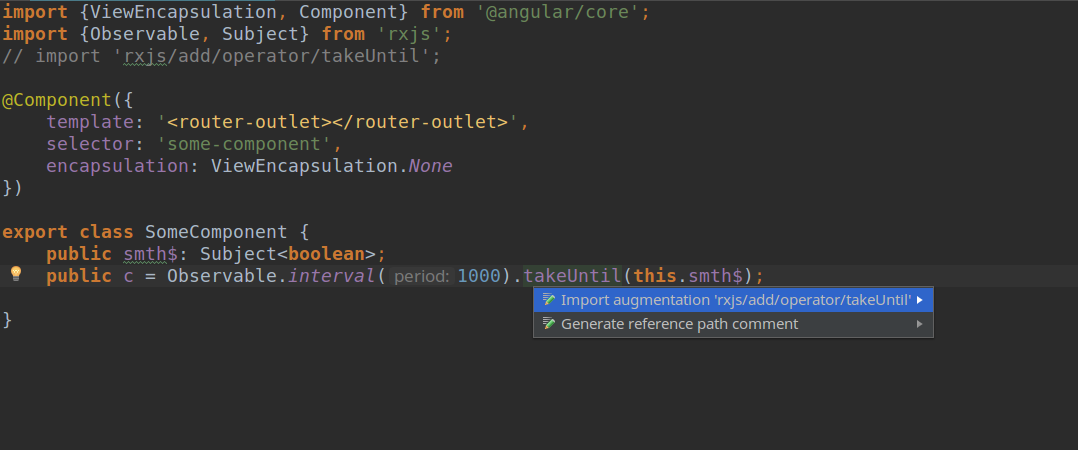 import {ViewEncapsulation, Component} from '@angular/core';
import {Observable, Subject} from 'rxjs';
// import 'rxjs/add/operator/takeUntil';
@Component({
    template: '<router-outlet></router-outlet>',
    selector: 'some-component',
    encapsulation: ViewEncapsulation.None
})
export class SomeComponent {
    public smth$: Subject<boolean>;
    public c = Observable.interval( period: 1000).takeUntil(this.smth$);
Import augmentation 'rxjs/add/operator/takeUntil'
}
Generate reference path comment